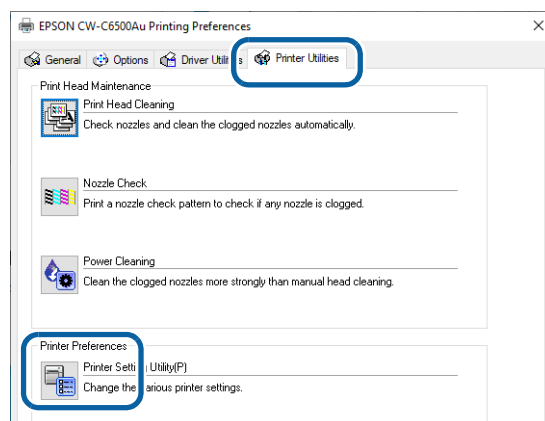 EPSON CW-C6500Au Printing Preferences
General Options Driver Utilities Printer Utilities
Print Head Maintenance
Print Head Cleaning
Check nozzles and clean the clogged nozzles automatically.
Nozzle Check
Print a nozzle check pattern to check if any nozzle is clogged.
Power Cleaning
Clean the clogged nozzles more strongly than manual head cleaning.
Printer Preferences
Printer Setting Utility(P)
Change the various printer settings.